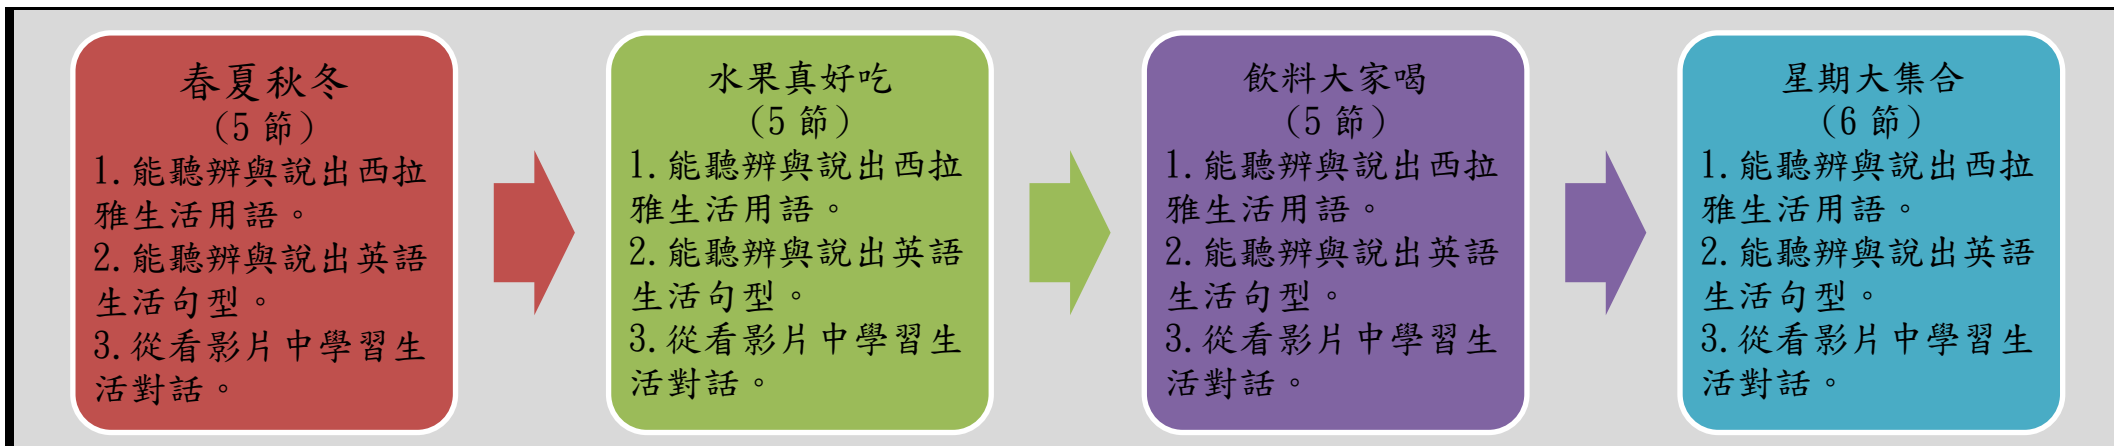 春夏秋冬
(5 節)
1.能聽辨與說出西拉
雅生活用語。
2.能聽辨與說出英語
生活句型。
3.從看影片中學習生
活對話。
水果真好吃
(5 節)
1.能聽辨與說出西拉
雅生活用語。
2.能聽辨與說出英語
生活句型。
3.從看影片中學習生
活對話。
飲料大家喝
(5 節)
1.能聽辨與說出西拉
雅生活用語。
2.能聽辨與說出英語
生活句型。
3.從看影片中學習生
活對話。
星期大集合
(6 節)
1.能聽辨與說出西拉
雅生活用語。
2.能聽辨與說出英語
生活句型。
3.從看影片中學習生
活對話。